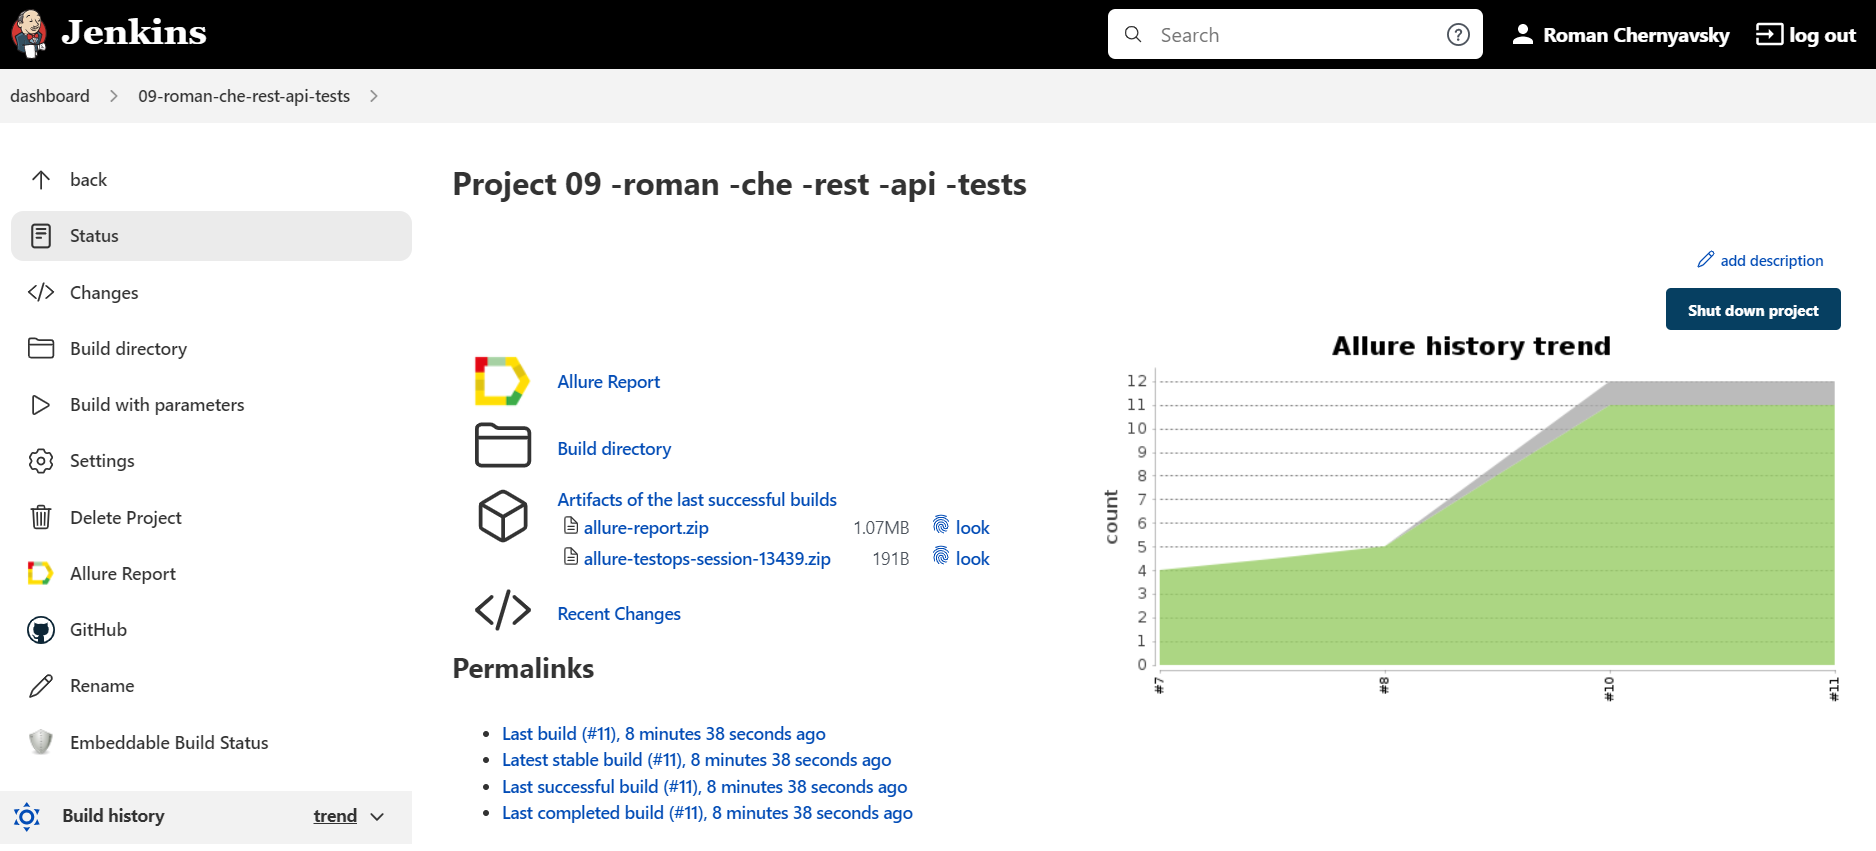 Jenkins
Search
Roman Chernyavsky
log out
dashboard
09-roman-che-rest-api-tests
back
Status
Changes
Build directory
Build with parameters
Settings
Delete Project
Allure Report
GitHub
Rename
Embeddable Build Status
Build history
trend
Project 09 -roman -che -rest -api -tests
add description
Shut down project
Allure Report
Build directory
Artifacts of the last successful builds
allure-report.zip 1.07MB look
allure-testops-session-13439.zip 191B look
Recent Changes
Permalinks
Last build (#11), 8 minutes 38 seconds ago
Latest stable build (#11), 8 minutes 38 seconds ago
Last successful build (#11), 8 minutes 38 seconds ago
Last completed build (#11), 8 minutes 38 seconds ago
Allure history trend
count
12
11
10
9
8
7
6
5
4
3
2
1
0
#7
#8
#10
#11